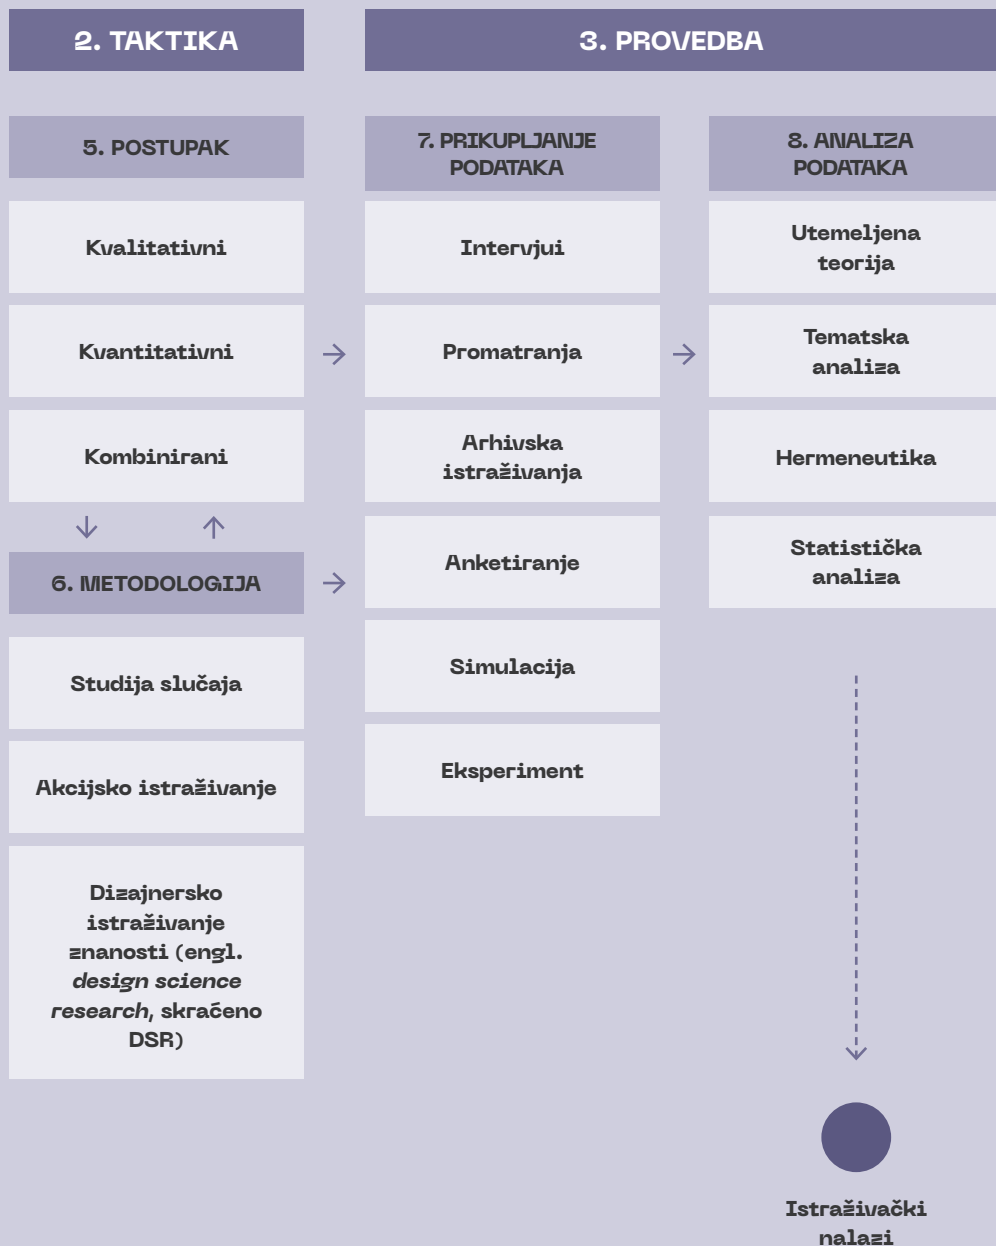 2. TAKTIKA
3. PROVEDBA
5. POSTUPAK
Kvalitativni
Kvantitativni
Kombinirani
6. METODOLOGIJA
Studija slučaja
Akcijsko istraživanje
Dizajnersko
istraživanje
znanosti (engl.
design science
research, skraćeno
DSR)
7. PRIKUPLJANJE
PODATAKA
Intervjui
Promatranja
Arhivska
istraživanja
Anketiranje
Simulacija
Eksperiment
8. ANALIZA
PODATAKA
Utemeljena
teorija
Tematska
analiza
Hermeneutika
Statistička
analiza
Istraživački
nalazi